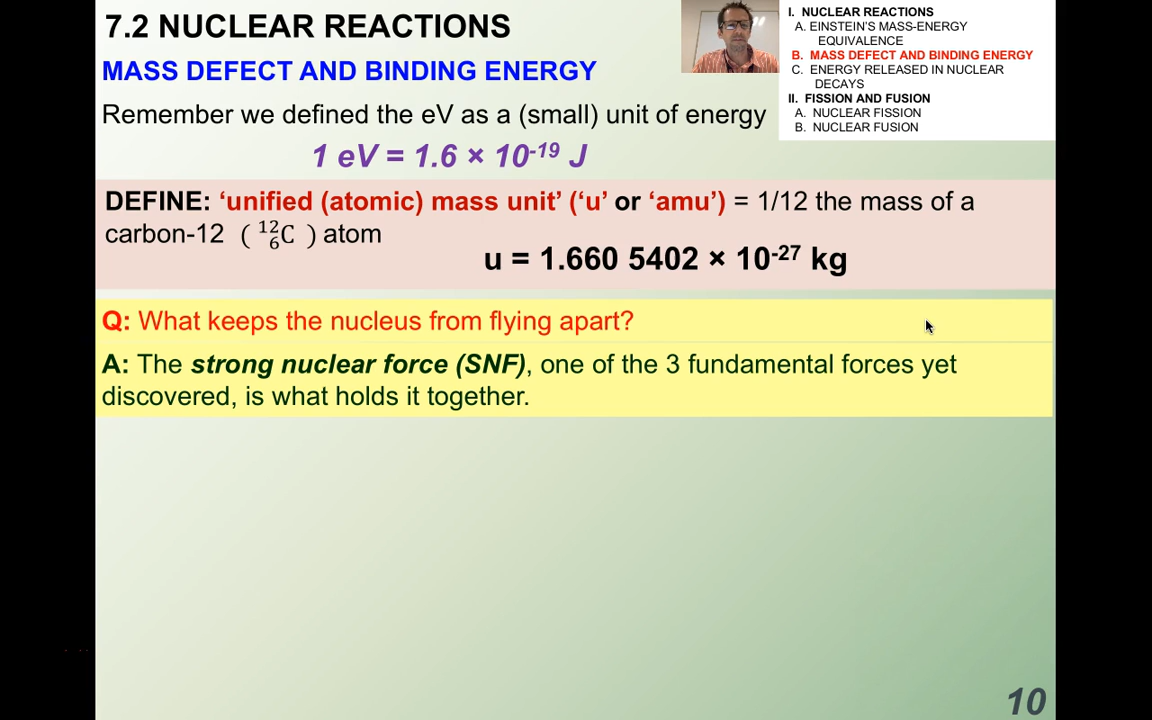 7.2 NUCLEAR REACTIONS
MASS DEFECT AND BINDING ENERGY
Remember we defined the eV as a (small) unit of energy
1 eV = 1.6 × 10⁻¹⁹ J
I. NUCLEAR REACTIONS
A. EINSTEIN'S MASS-ENERGY
EQUIVALENCE
B. MASS DEFECT AND BINDING ENERGY
C. ENERGY RELEASED IN NUCLEAR
DECAYS
II. FISSION AND FUSION
A. NUCLEAR FISSION
B. NUCLEAR FUSION
DEFINE: ‘unified (atomic) mass unit’ (‘u’ or ‘amu’) = 1/12 the mass of a
carbon-12 ( ¹²₆C ) atom
u = 1.660 5402 × 10⁻²⁷ kg
Q: What keeps the nucleus from flying apart?
A: The strong nuclear force (SNF), one of the 3 fundamental forces yet
discovered, is what holds it together.
10